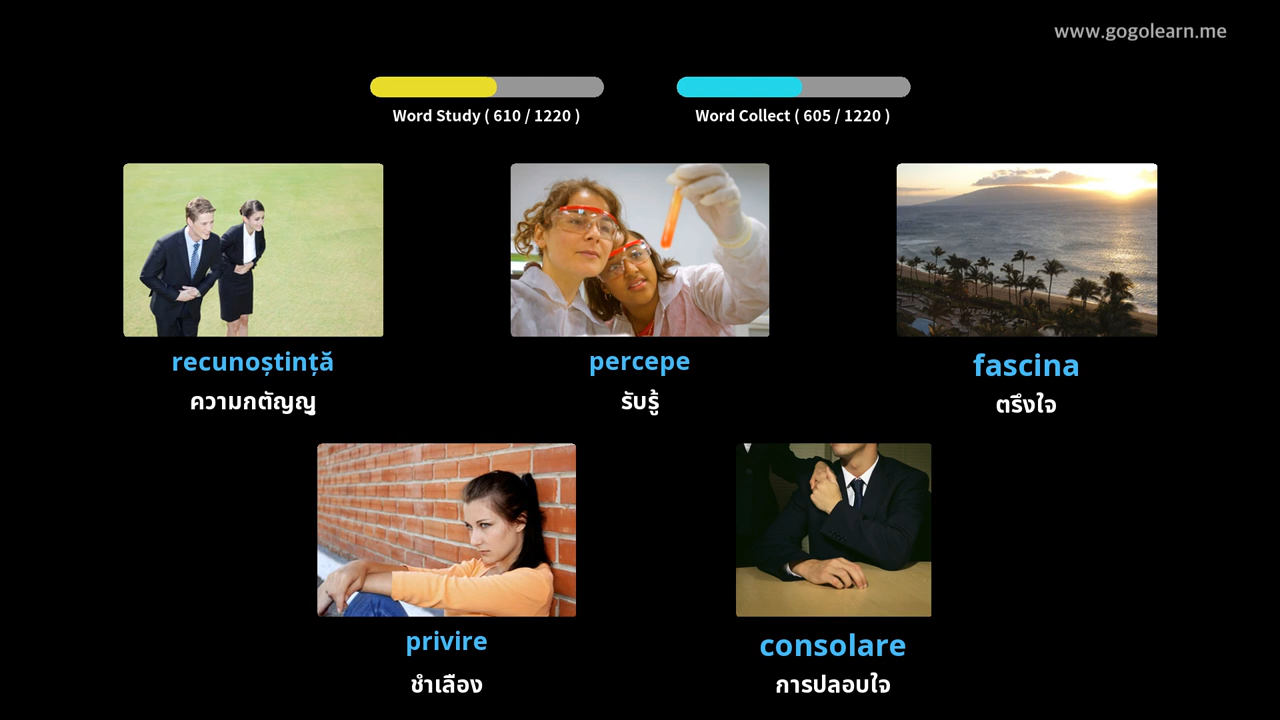 www.gogolearn.me
Word Study ( 610 / 1220 )
Word Collect ( 605 / 1220 )
recunoștință
ความกตัญญู
percepe
รับรู้
fascina
ตรึงใจ
privire
ชำเลือง
consolare
การปลอบใจ